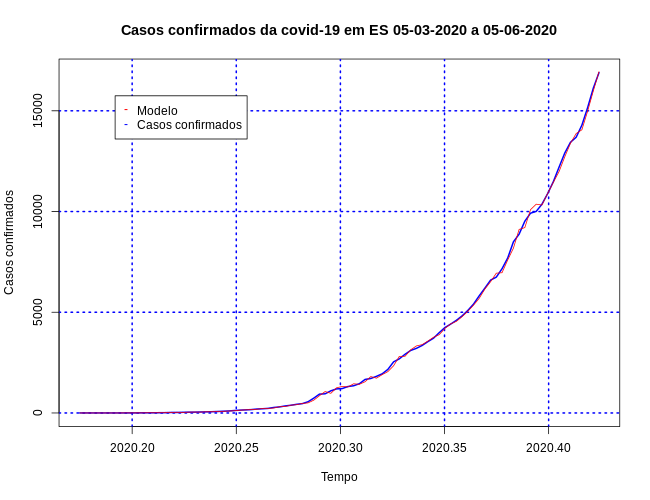 Casos confirmados da covid-19 em ES 05-03-2020 a 05-06-2020
Casos confirmados
15000
10000
5000
0
Modelo
Casos confirmados
2020.20 2020.25 2020.30 2020.35 2020.40
Tempo